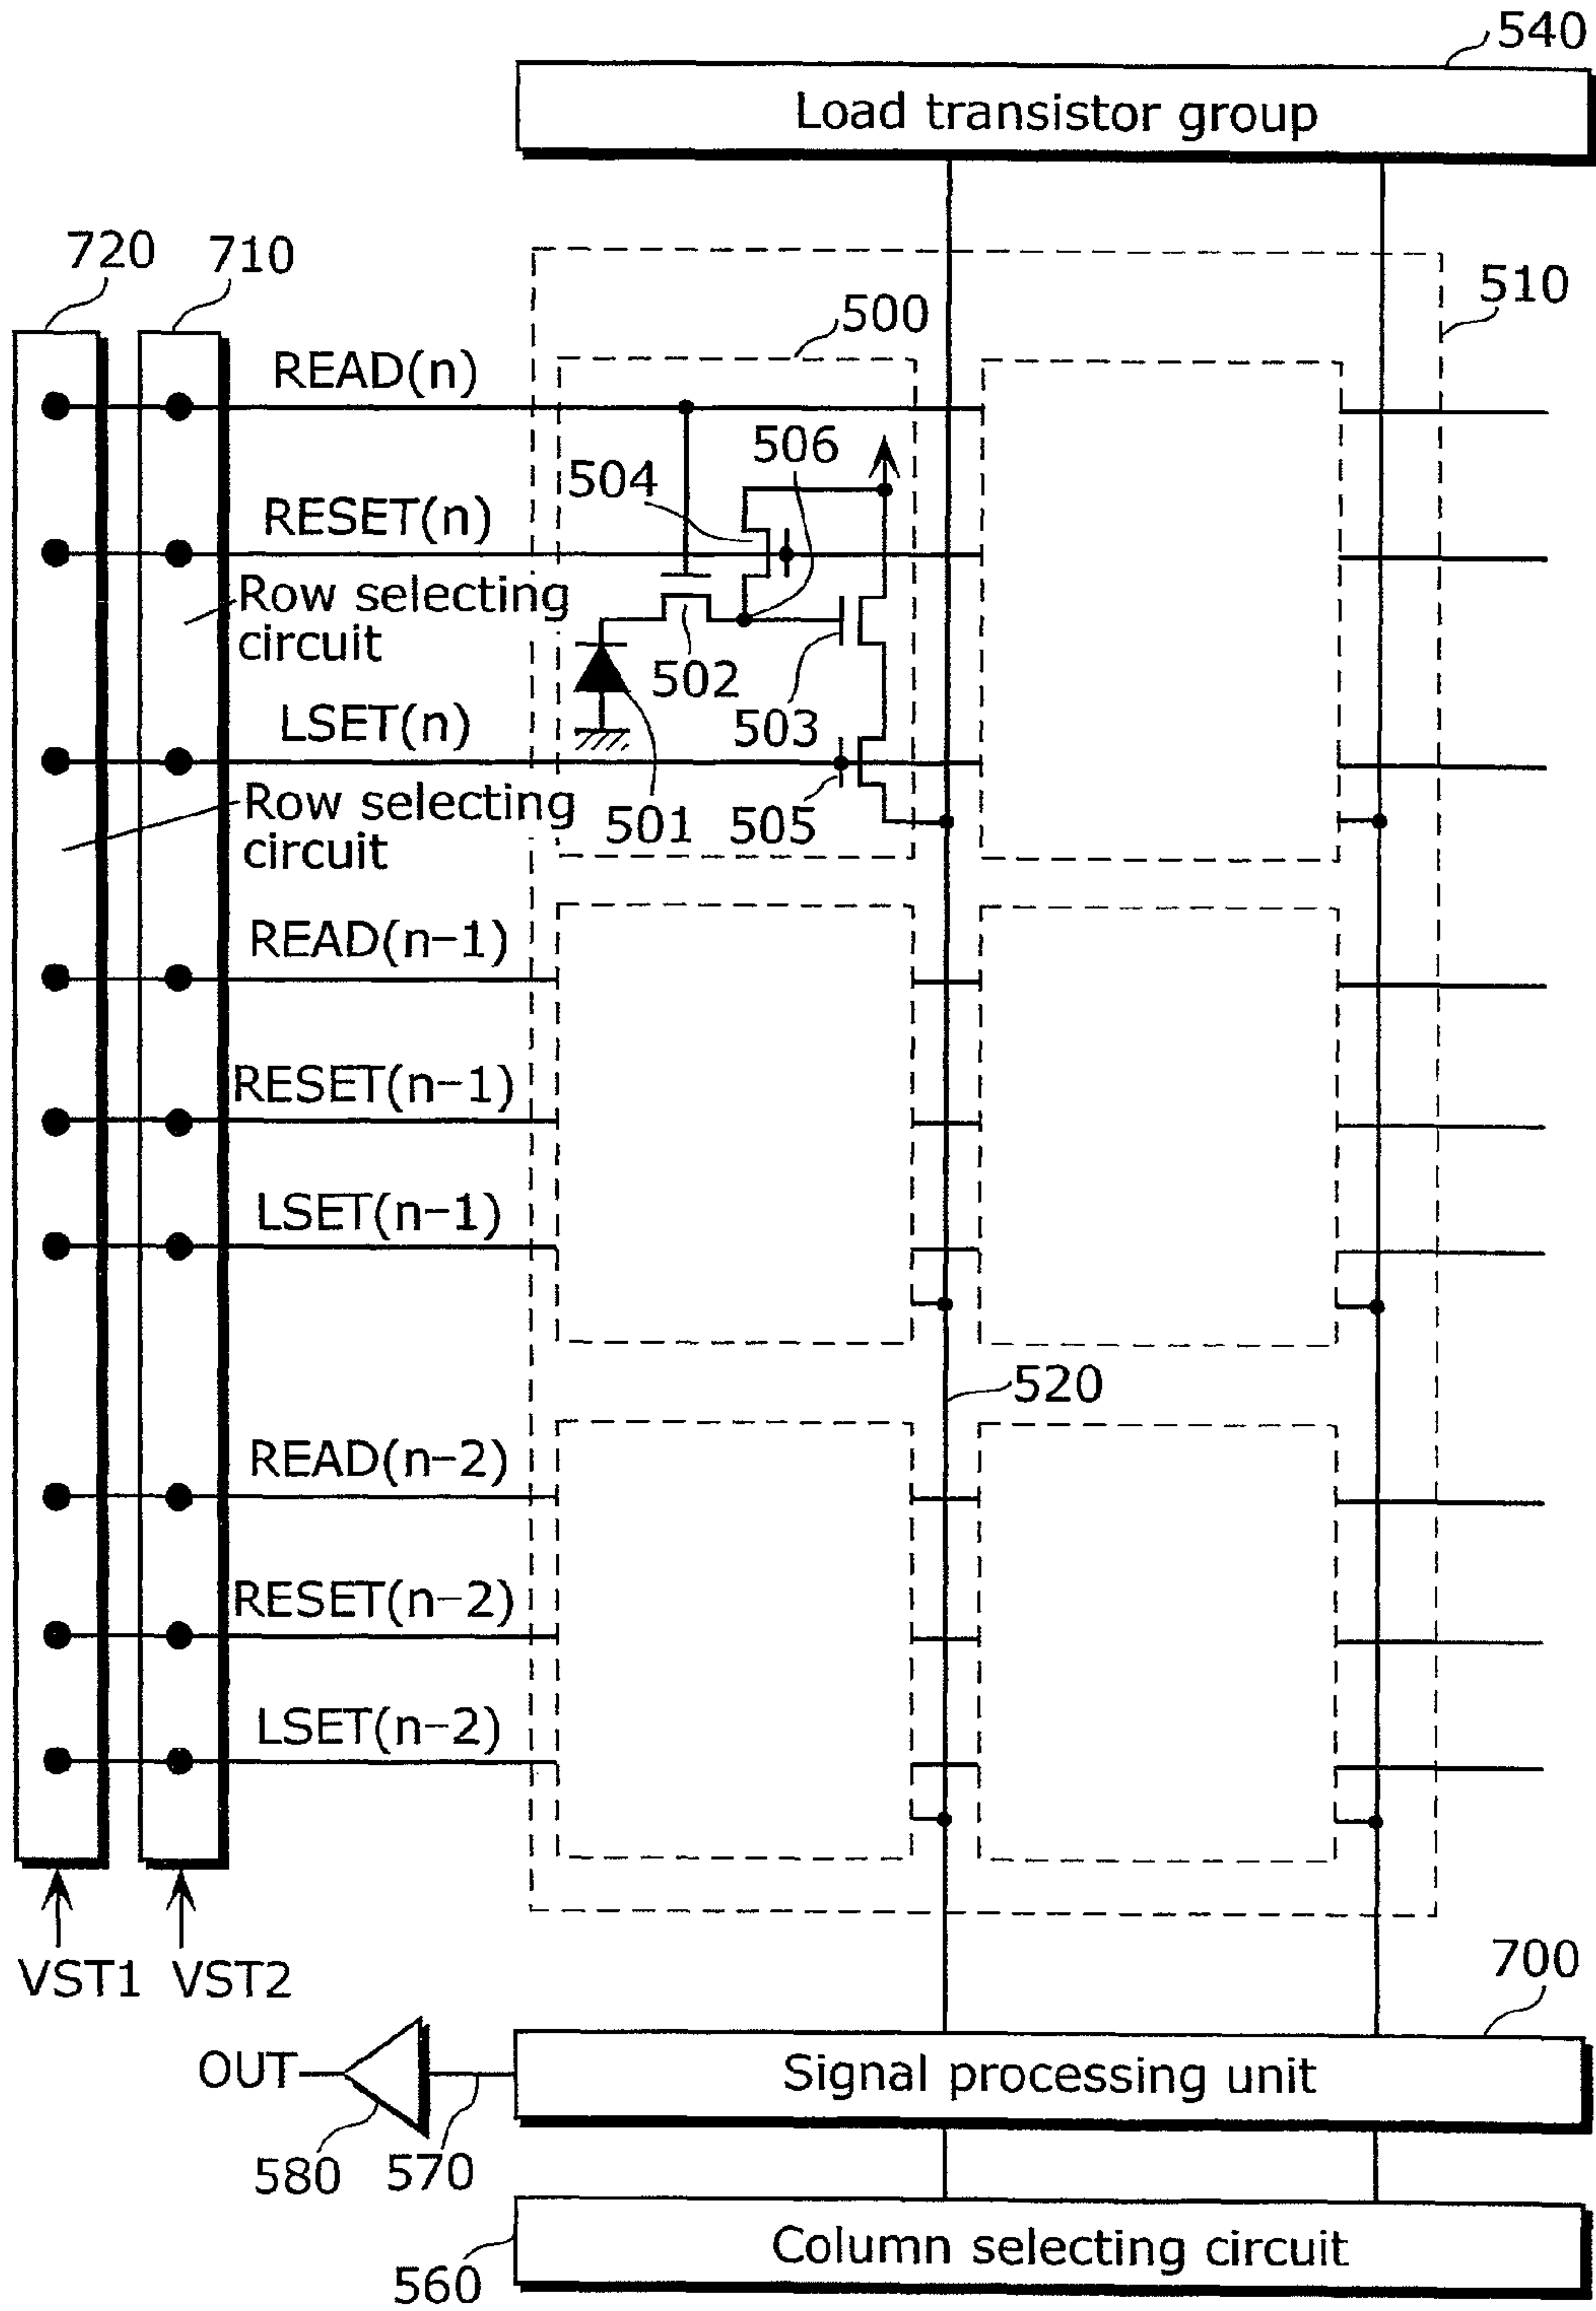 540
Load transistor group
720
710
510
500
READ(n)
506
504
RESET(n)
Row selecting
circuit
502
503
LSET(n)
Row selecting
circuit
501
505
READ(n−1)
RESET(n−1)
LSET(n−1)
520
READ(n−2)
RESET(n−2)
LSET(n−2)
VST1
VST2
700
OUT
Signal processing unit
580
570
Column selecting circuit
560